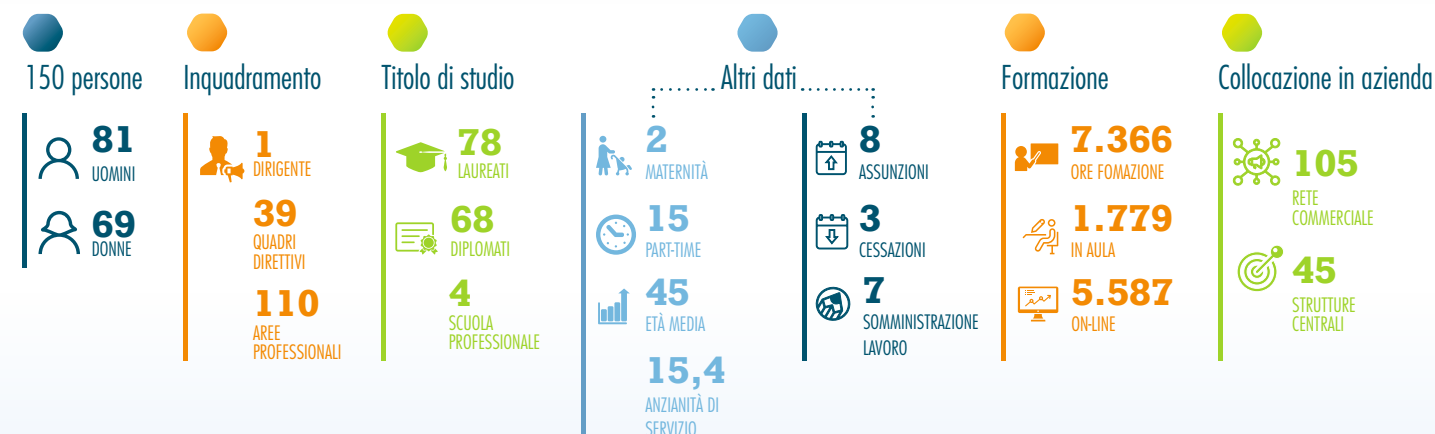 150 persone
81
UOMINI
69
DONNE
Inquadramento
1
DIRIGENTE
39
QUADRI
DIRETTIVI
110
AREE
PROFESSIONALI
Titolo di studio
78
LAUREATI
68
DIPLOMATI
4
SCUOLA
PROFESSIONALE
Altri dati
2
MATERNITÀ
15
PART-TIME
45
ETÀ MEDIA
15,4
ANZIANITÀ DI
SERVIZIO
8
ASSUNZIONI
3
CESSAZIONI
7
SOMMINISTRAZIONE
LAVORO
Formazione
7.366
ORE FOMAZIONE
1.779
IN AULA
5.587
ON-LINE
Collocazione in azienda
105
RETE
COMMERCIALE
45
STRUTTURE
CENTRALI